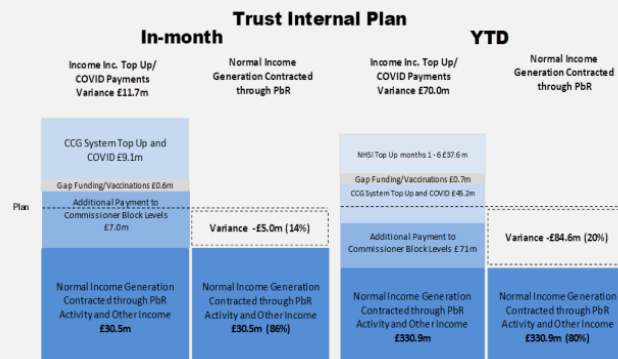 Trust Internal Plan
In-month
YTD
Income Inc. Top Up/
COVID Payments
Variance £11.7m
Normal Income
Generation Contracted
through PbR
Income Inc. Top Up/
COVID Payments
Variance £70.0m
Normal Income
Generation Contracted
through PbR
CCG System Top Up and
COVID £9.1m
Gap Funding/Vaccinations £0.6m
Additional Payment to
Commissioner Block Levels
£7.0m
Plan
Variance -£5.0m (14%)
Normal Income Generation
Contracted through PbR
Activity and Other Income
£30.5m
Normal Income Generation
Contracted through PbR
Activity and Other Income
£30.5m (86%)
NHSI Top Up months 1 - 6 £37.6 m
Gap Funding/Vaccinations £0.7m
CCG System Top Up and COVID £45.2m
Additional Payment to
Commissioner Block Levels £71m
Variance -£84.6m (20%)
Normal Income Generation
Contracted through PbR
Activity and Other Income
£330.9m
Normal Income Generation
Contracted through PbR
Activity and Other Income
£330.9m (80%)